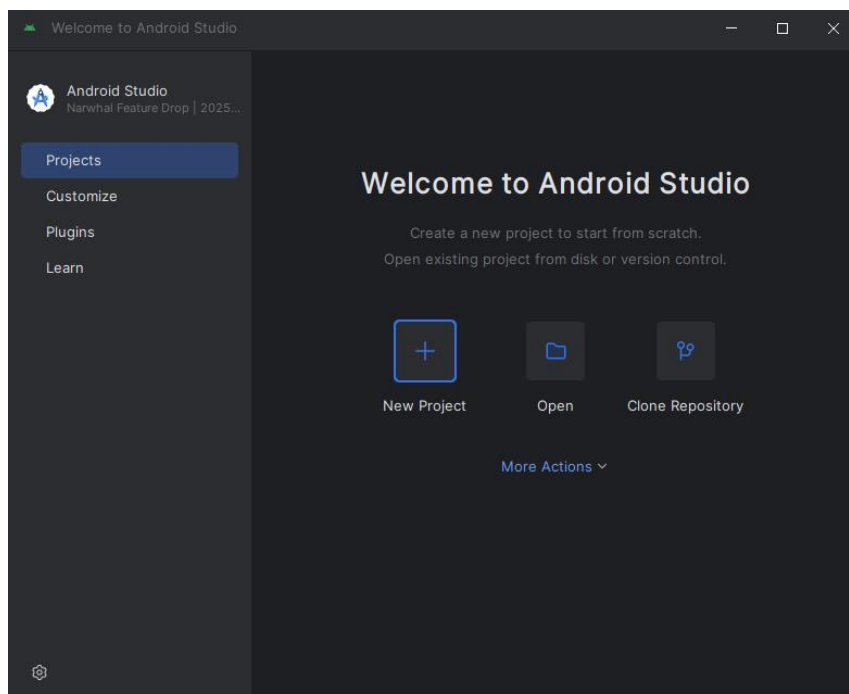 Welcome to Android Studio
Android Studio
Narwhal Feature Drop | 2025...
Projects
Customize
Plugins
Learn
Welcome to Android Studio
Create a new project to start from scratch.
Open existing project from disk or version control.
New Project
Open
Clone Repository
More Actions